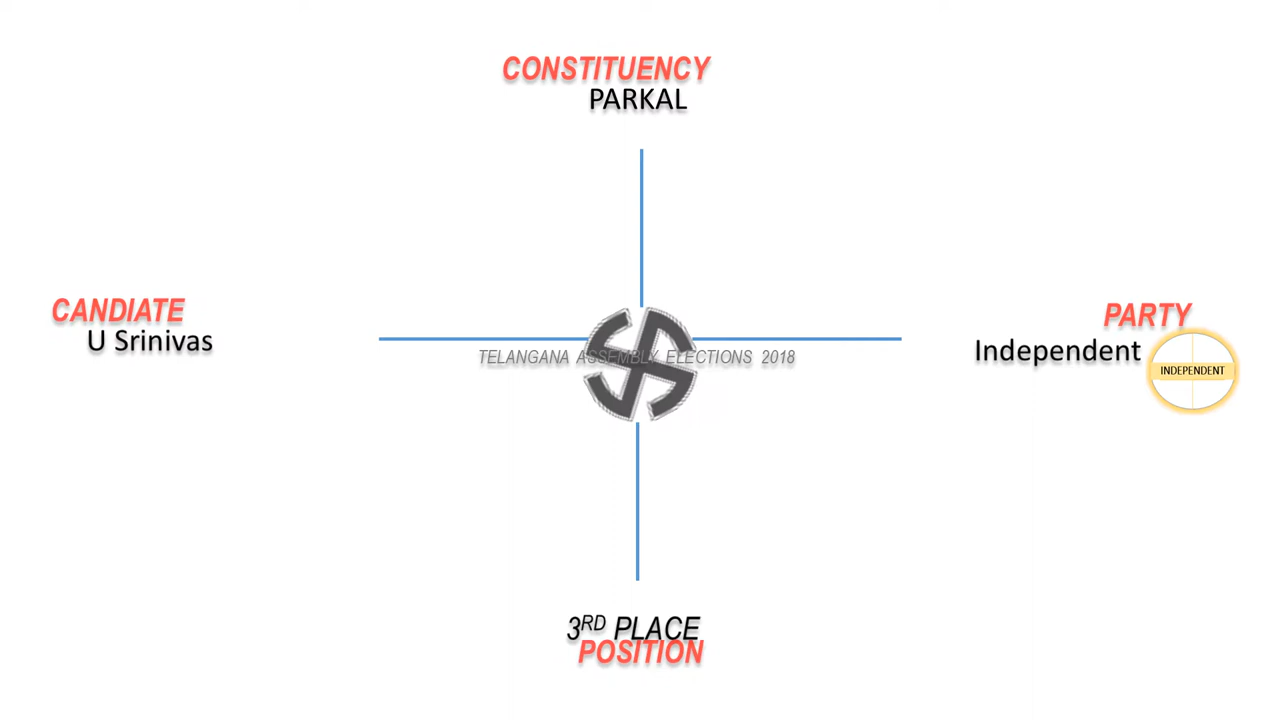 CONSTITUENCY
PARKAL
CANDIATE
U Srinivas
TELANGANA ASSEMBLY ELECTIONS 2018
PARTY
Independent
INDEPENDENT
3RD PLACE
POSITION